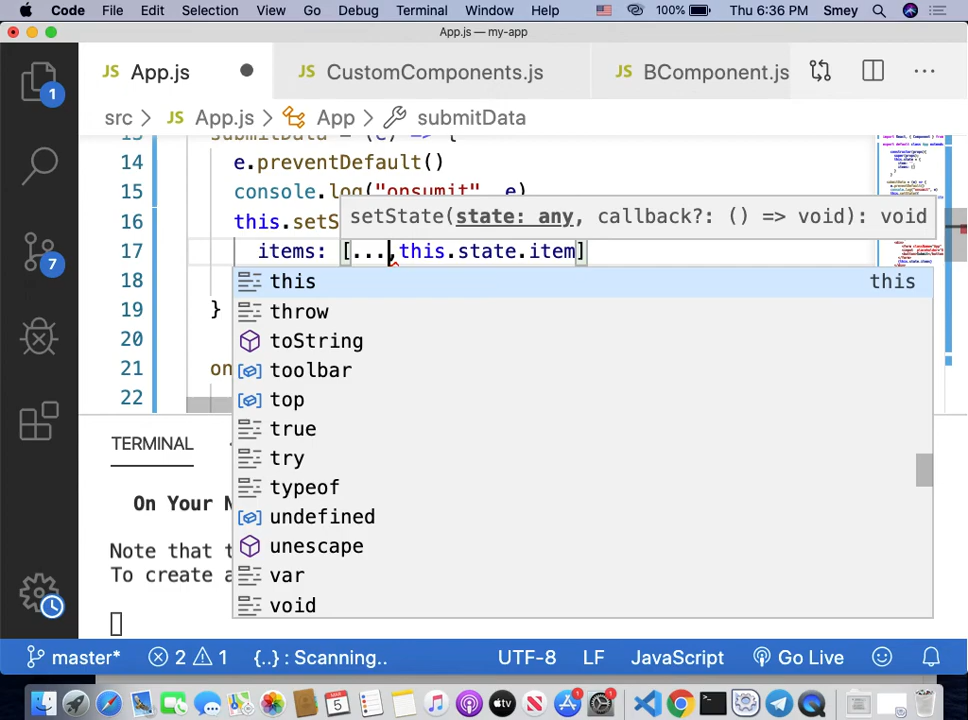 Code File Edit Selection View Go Debug Terminal Window Help 100% Thu 6:36 PM Smey
App.js — my-app
JS App.js JS CustomComponents.js JS BComponent.js
src > JS App.js > App > submitData
14 e.preventDefault()
15 console.log("onsumit", e)
16 this.setS
setState(state: any, callback?: () => void): void
17 items: [...,this.state.item]
18
19 }
20
21 on
22
this this
throw
toString
toolbar
top
true
try
typeof
undefined
unescape
var
void
1
7
TERMINAL
On Your N
Note that t
To create a
master* 2 1 {..} : Scanning.. UTF-8 LF JavaScript Go Live